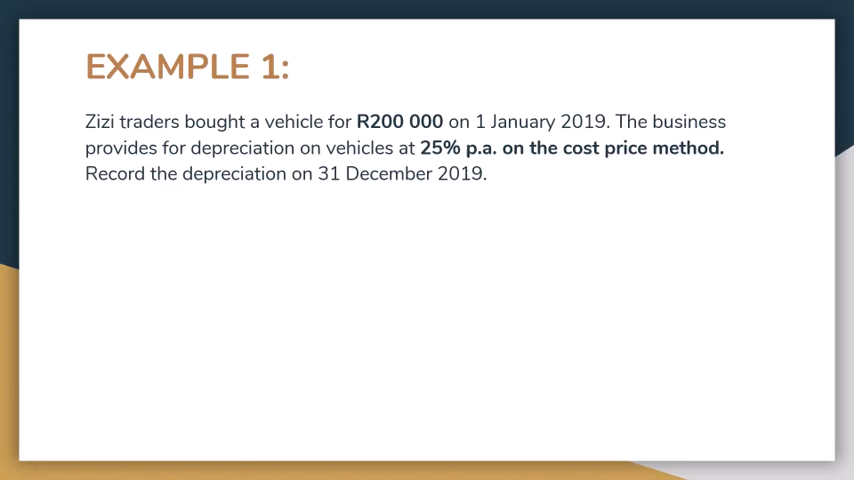 EXAMPLE 1:
Zizi traders bought a vehicle for R200 000 on 1 January 2019. The business
provides for depreciation on vehicles at 25% p.a. on the cost price method.
Record the depreciation on 31 December 2019.